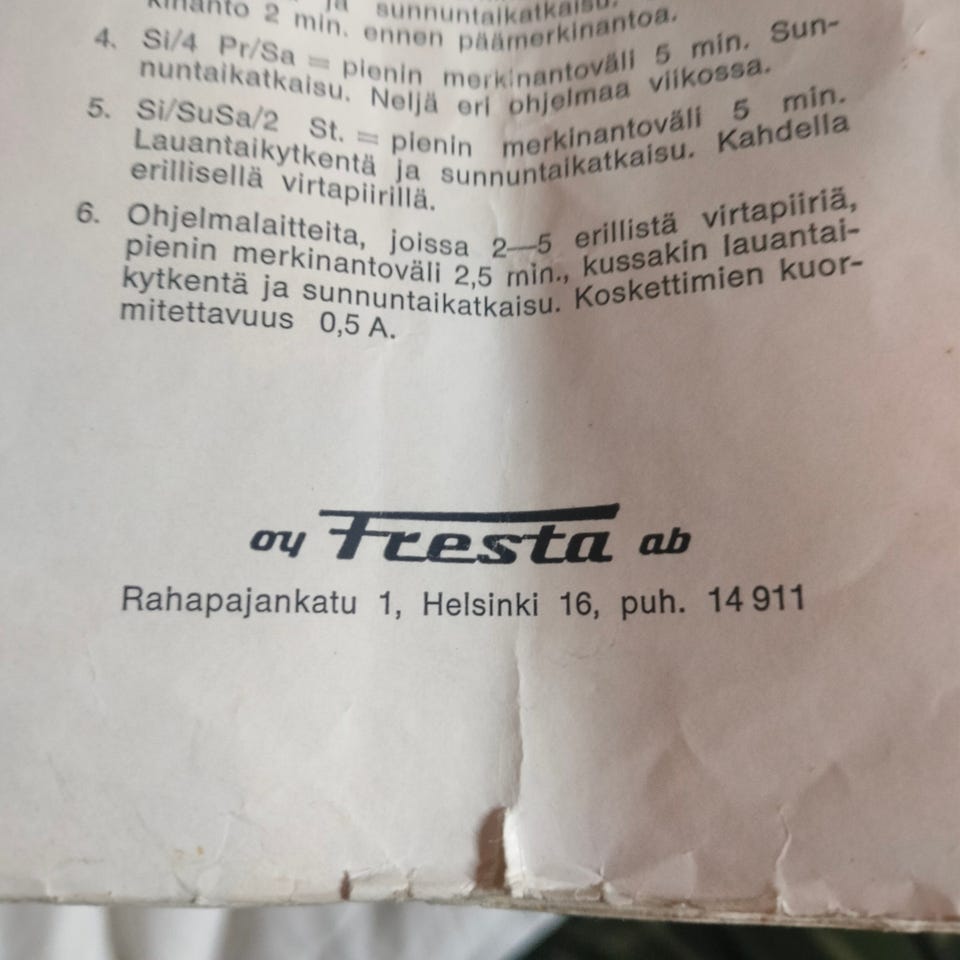 ja sunnuntaikatkaisu.
kinanto 2 min. ennen päämerkinantoa.
4. Si/4 Pr/Sa = pienin merkinantoväli 5 min. Sun-
nuntaikatkaisu. Neljä eri ohjelmaa viikossa.
5. Si/SuSa/2 St. = pienin merkinantoväli 5 min.
Lauantaikytkentä ja sunnuntaikatkaisu. Kahdella
erillisellä virtapiirillä.
6. Ohjelmalaitteita, joissa 2—5 erillistä virtapiiriä,
pienin merkinantoväli 2,5 min., kussakin lauantai-
kytkentä ja sunnuntaikatkaisu. Koskettimien kuor-
mitettavuus 0,5 A.
oy Fresta ab
Rahapajankatu 1, Helsinki 16, puh. 14 911